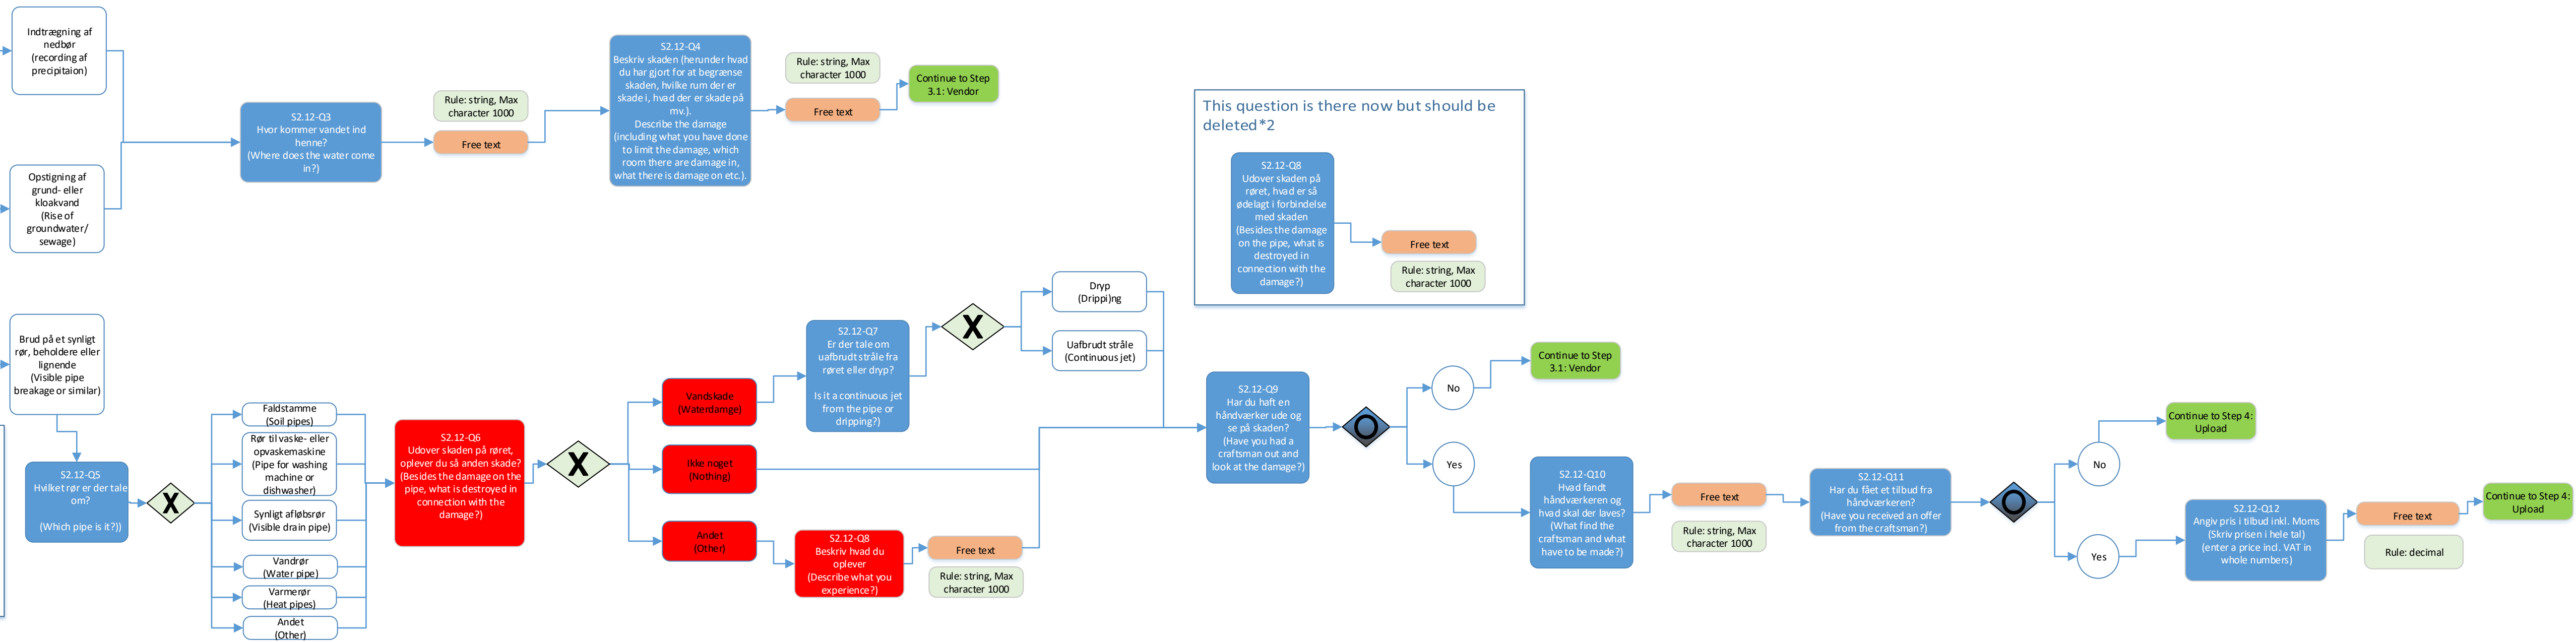 Indtrægning af
nedbør
(recording af
precipitaion)
Opstigning af
grund- eller
kloakvand
(Rise of
groundwater/
sewage)
S2.12-Q3
Hvor kommer vandet ind
henne?
(Where does the water come
in?)
Rule: string, Max
character 1000
Free text
S2.12-Q4
Beskriv skaden (herunder hvad
du har gjort for at begrænse
skaden, hvilke rum der er
skade i, hvad der er skade på
mv.).
Describe the damage
(including what you have done
to limit the damage, which
room there are damage in,
what there is damage on etc.).
Rule: string, Max
character 1000
Free text
Continue to Step
3.1: Vendor
This question is there now but should be
deleted*2
S2.12-Q8
Udover skaden på
røret, hvad er så
ødelagt i forbindelse
med skaden
(Besides the damage
on the pipe, what is
destroyed in
connection with the
damage?)
Free text
Rule: string, Max
character 1000
Brud på et synligt
rør, beholdere eller
lignende
(Visible pipe
breakage or similar)
S2.12-Q5
Hvilket rør er der tale
om?
(Which pipe is it?))
X
Faldstamme
(Soil pipes)
Rør til vaske- eller
opvaskemaskine
(Pipe for washing
machine or
dishwasher)
Synligt afløbsrør
(Visible drain pipe)
Vandrør
(Water pipe)
Varmerør
(Heat pipes)
Andet
(Other)
S2.12-Q6
Udover skaden på røret,
oplever du så anden skade?
(Besides the damage on the
pipe, what is destroyed in
connection with the
damage?)
X
Vandskade
(Waterdamge)
Ikke noget
(Nothing)
Andet
(Other)
S2.12-Q7
Er der tale om
uafbrudt stråle fra
røret eller dryp?
Is it a continuous jet
from the pipe or
dripping?)
X
Dryp
(Drippi)ng
Uafbrudt stråle
(Continuous jet)
S2.12-Q8
Beskriv hvad du
oplever
(Describe what you
experience?)
Free text
Rule: string, Max
character 1000
S2.12-Q9
Har du haft en
håndværker ude og
se på skaden?
(Have you had a
craftsman out and
look at the damage?)
No
Continue to Step
3.1: Vendor
Yes
S2.12-Q10
Hvad fandt
håndværkeren og
hvad skal der laves?
(What find the
craftsman and what
have to be made?)
Free text
Rule: string, Max
character 1000
S2.12-Q11
Har du fået et tilbud fra
håndværkeren?
(Have you received an offer
from the craftsman?)
No
Continue to Step 4:
Upload
Yes
S2.12-Q12
Angiv pris i tilbud inkl. Moms
(Skriv prisen i hele tal)
(enter a price incl. VAT in
whole numbers)
Free text
Rule: decimal
Continue to Step 4:
Upload